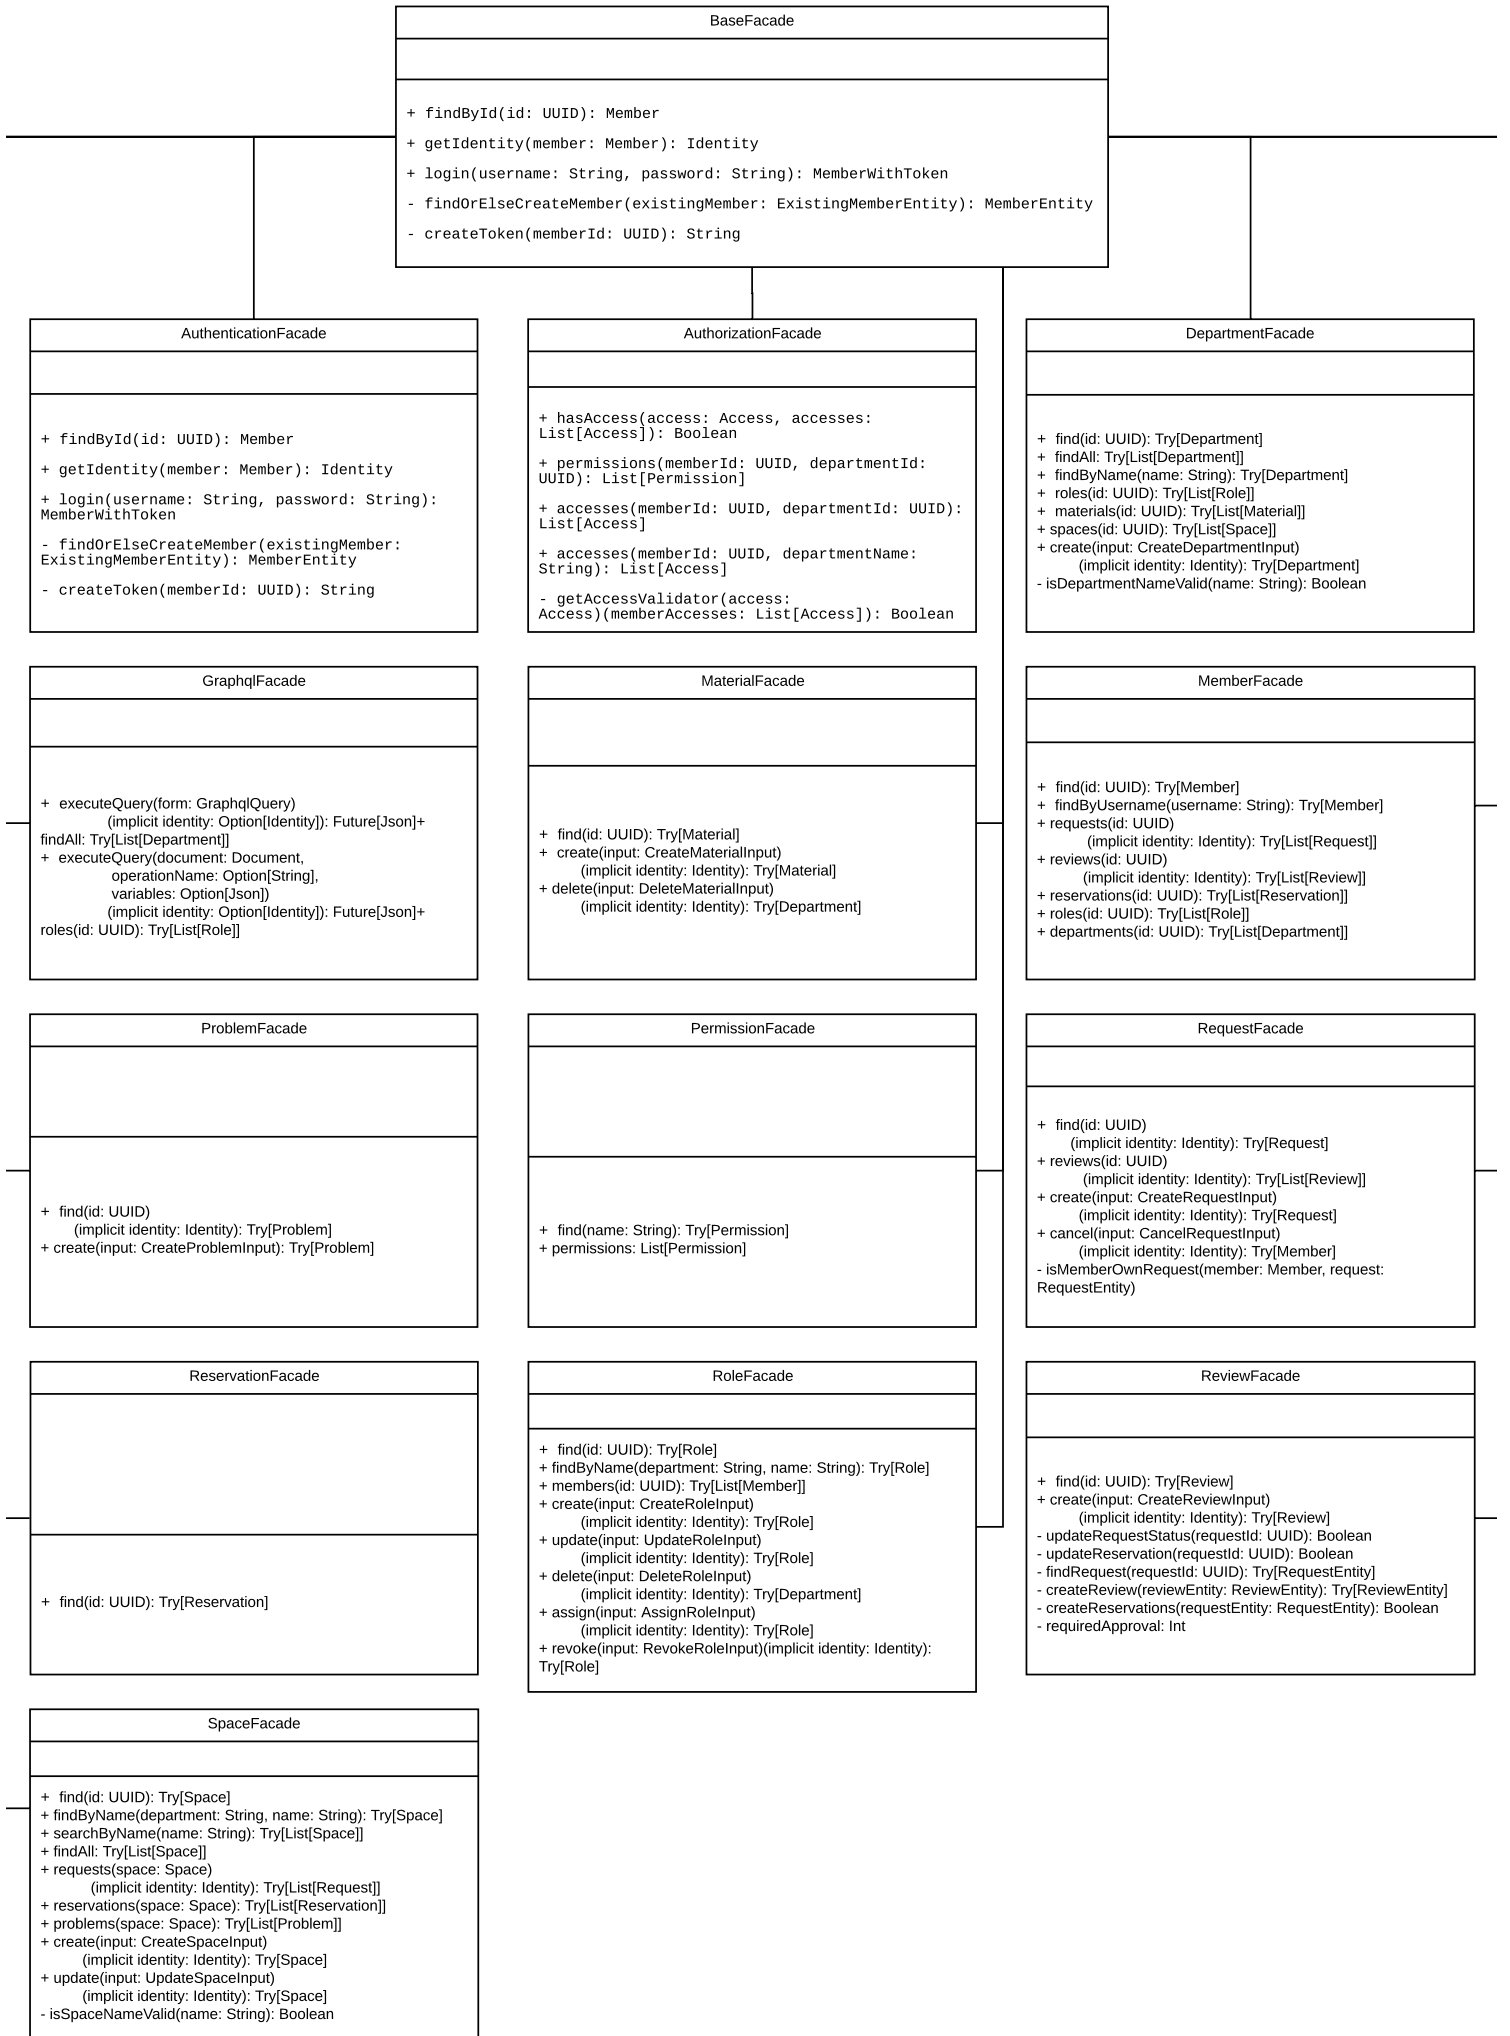 BaseFacade
+ findById(id: UUID): Member
+ getIdentity(member: Member): Identity
+ login(username: String, password: String): MemberWithToken
- findOrElseCreateMember(existingMember: ExistingMemberEntity): MemberEntity
- createToken(memberId: UUID): String
AuthenticationFacade
+ findById(id: UUID): Member
+ getIdentity(member: Member): Identity
+ login(username: String, password: String):
MemberWithToken
- findOrElseCreateMember(existingMember:
ExistingMemberEntity): MemberEntity
- createToken(memberId: UUID): String
AuthorizationFacade
+ hasAccess(access: Access, accesses:
List[Access]): Boolean
+ permissions(memberId: UUID, departmentId:
UUID): List[Permission]
+ accesses(memberId: UUID, departmentId: UUID):
List[Access]
+ accesses(memberId: UUID, departmentName:
String): List[Access]
- getAccessValidator(access:
Access)(memberAccesses: List[Access]): Boolean
DepartmentFacade
+ find(id: UUID): Try[Department]
+ findAll: Try[List[Department]]
+ findByName(name: String): Try[Department]
+ roles(id: UUID): Try[List[Role]]
+ materials(id: UUID): Try[List[Material]]
+ spaces(id: UUID): Try[List[Space]]
+ create(input: CreateDepartmentInput)
(implicit identity: Identity): Try[Department]
- isDepartmentNameValid(name: String): Boolean
GraphqlFacade
+ executeQuery(form: GraphqlQuery)
(implicit identity: Option[Identity]): Future[Json]+
findAll: Try[List[Department]]
+ executeQuery(document: Document,
operationName: Option[String],
variables: Option[Json])
(implicit identity: Option[Identity]): Future[Json]+
roles(id: UUID): Try[List[Role]]
MaterialFacade
+ find(id: UUID): Try[Material]
+ create(input: CreateMaterialInput)
(implicit identity: Identity): Try[Material]
+ delete(input: DeleteMaterialInput)
(implicit identity: Identity): Try[Department]
MemberFacade
+ find(id: UUID): Try[Member]
+ findByUsername(username: String): Try[Member]
+ requests(id: UUID)
(implicit identity: Identity): Try[List[Request]]
+ reviews(id: UUID)
(implicit identity: Identity): Try[List[Review]]
+ reservations(id: UUID): Try[List[Reservation]]
+ roles(id: UUID): Try[List[Role]]
+ departments(id: UUID): Try[List[Department]]
ProblemFacade
+ find(id: UUID)
(implicit identity: Identity): Try[Problem]
+ create(input: CreateProblemInput): Try[Problem]
PermissionFacade
+ find(name: String): Try[Permission]
+ permissions: List[Permission]
RequestFacade
+ find(id: UUID)
(implicit identity: Identity): Try[Request]
+ reviews(id: UUID)
(implicit identity: Identity): Try[List[Review]]
+ create(input: CreateRequestInput)
(implicit identity: Identity): Try[Request]
+ cancel(input: CancelRequestInput)
(implicit identity: Identity): Try[Member]
- isMemberOwnRequest(member: Member, request:
RequestEntity)
ReservationFacade
+ find(id: UUID): Try[Reservation]
RoleFacade
+ find(id: UUID): Try[Role]
+ findByName(department: String, name: String): Try[Role]
+ members(id: UUID): Try[List[Member]]
+ create(input: CreateRoleInput)
(implicit identity: Identity): Try[Role]
+ update(input: UpdateRoleInput)
(implicit identity: Identity): Try[Role]
+ delete(input: DeleteRoleInput)
(implicit identity: Identity): Try[Department]
+ assign(input: AssignRoleInput)
(implicit identity: Identity): Try[Role]
+ revoke(input: RevokeRoleInput)(implicit identity: Identity):
Try[Role]
ReviewFacade
+ find(id: UUID): Try[Review]
+ create(input: CreateReviewInput)
(implicit identity: Identity): Try[Review]
- updateRequestStatus(requestId: UUID): Boolean
- updateReservation(requestId: UUID): Boolean
- findRequest(requestId: UUID): Try[RequestEntity]
- createReview(reviewEntity: ReviewEntity): Try[ReviewEntity]
- createReservations(requestEntity: RequestEntity): Boolean
- requiredApproval: Int
SpaceFacade
+ find(id: UUID): Try[Space]
+ findByName(department: String, name: String): Try[Space]
+ searchByName(name: String): Try[List[Space]]
+ findAll: Try[List[Space]]
+ requests(space: Space)
(implicit identity: Identity): Try[List[Request]]
+ reservations(space: Space): Try[List[Reservation]]
+ problems(space: Space): Try[List[Problem]]
+ create(input: CreateSpaceInput)
(implicit identity: Identity): Try[Space]
+ update(input: UpdateSpaceInput)
(implicit identity: Identity): Try[Space]
- isSpaceNameValid(name: String): Boolean